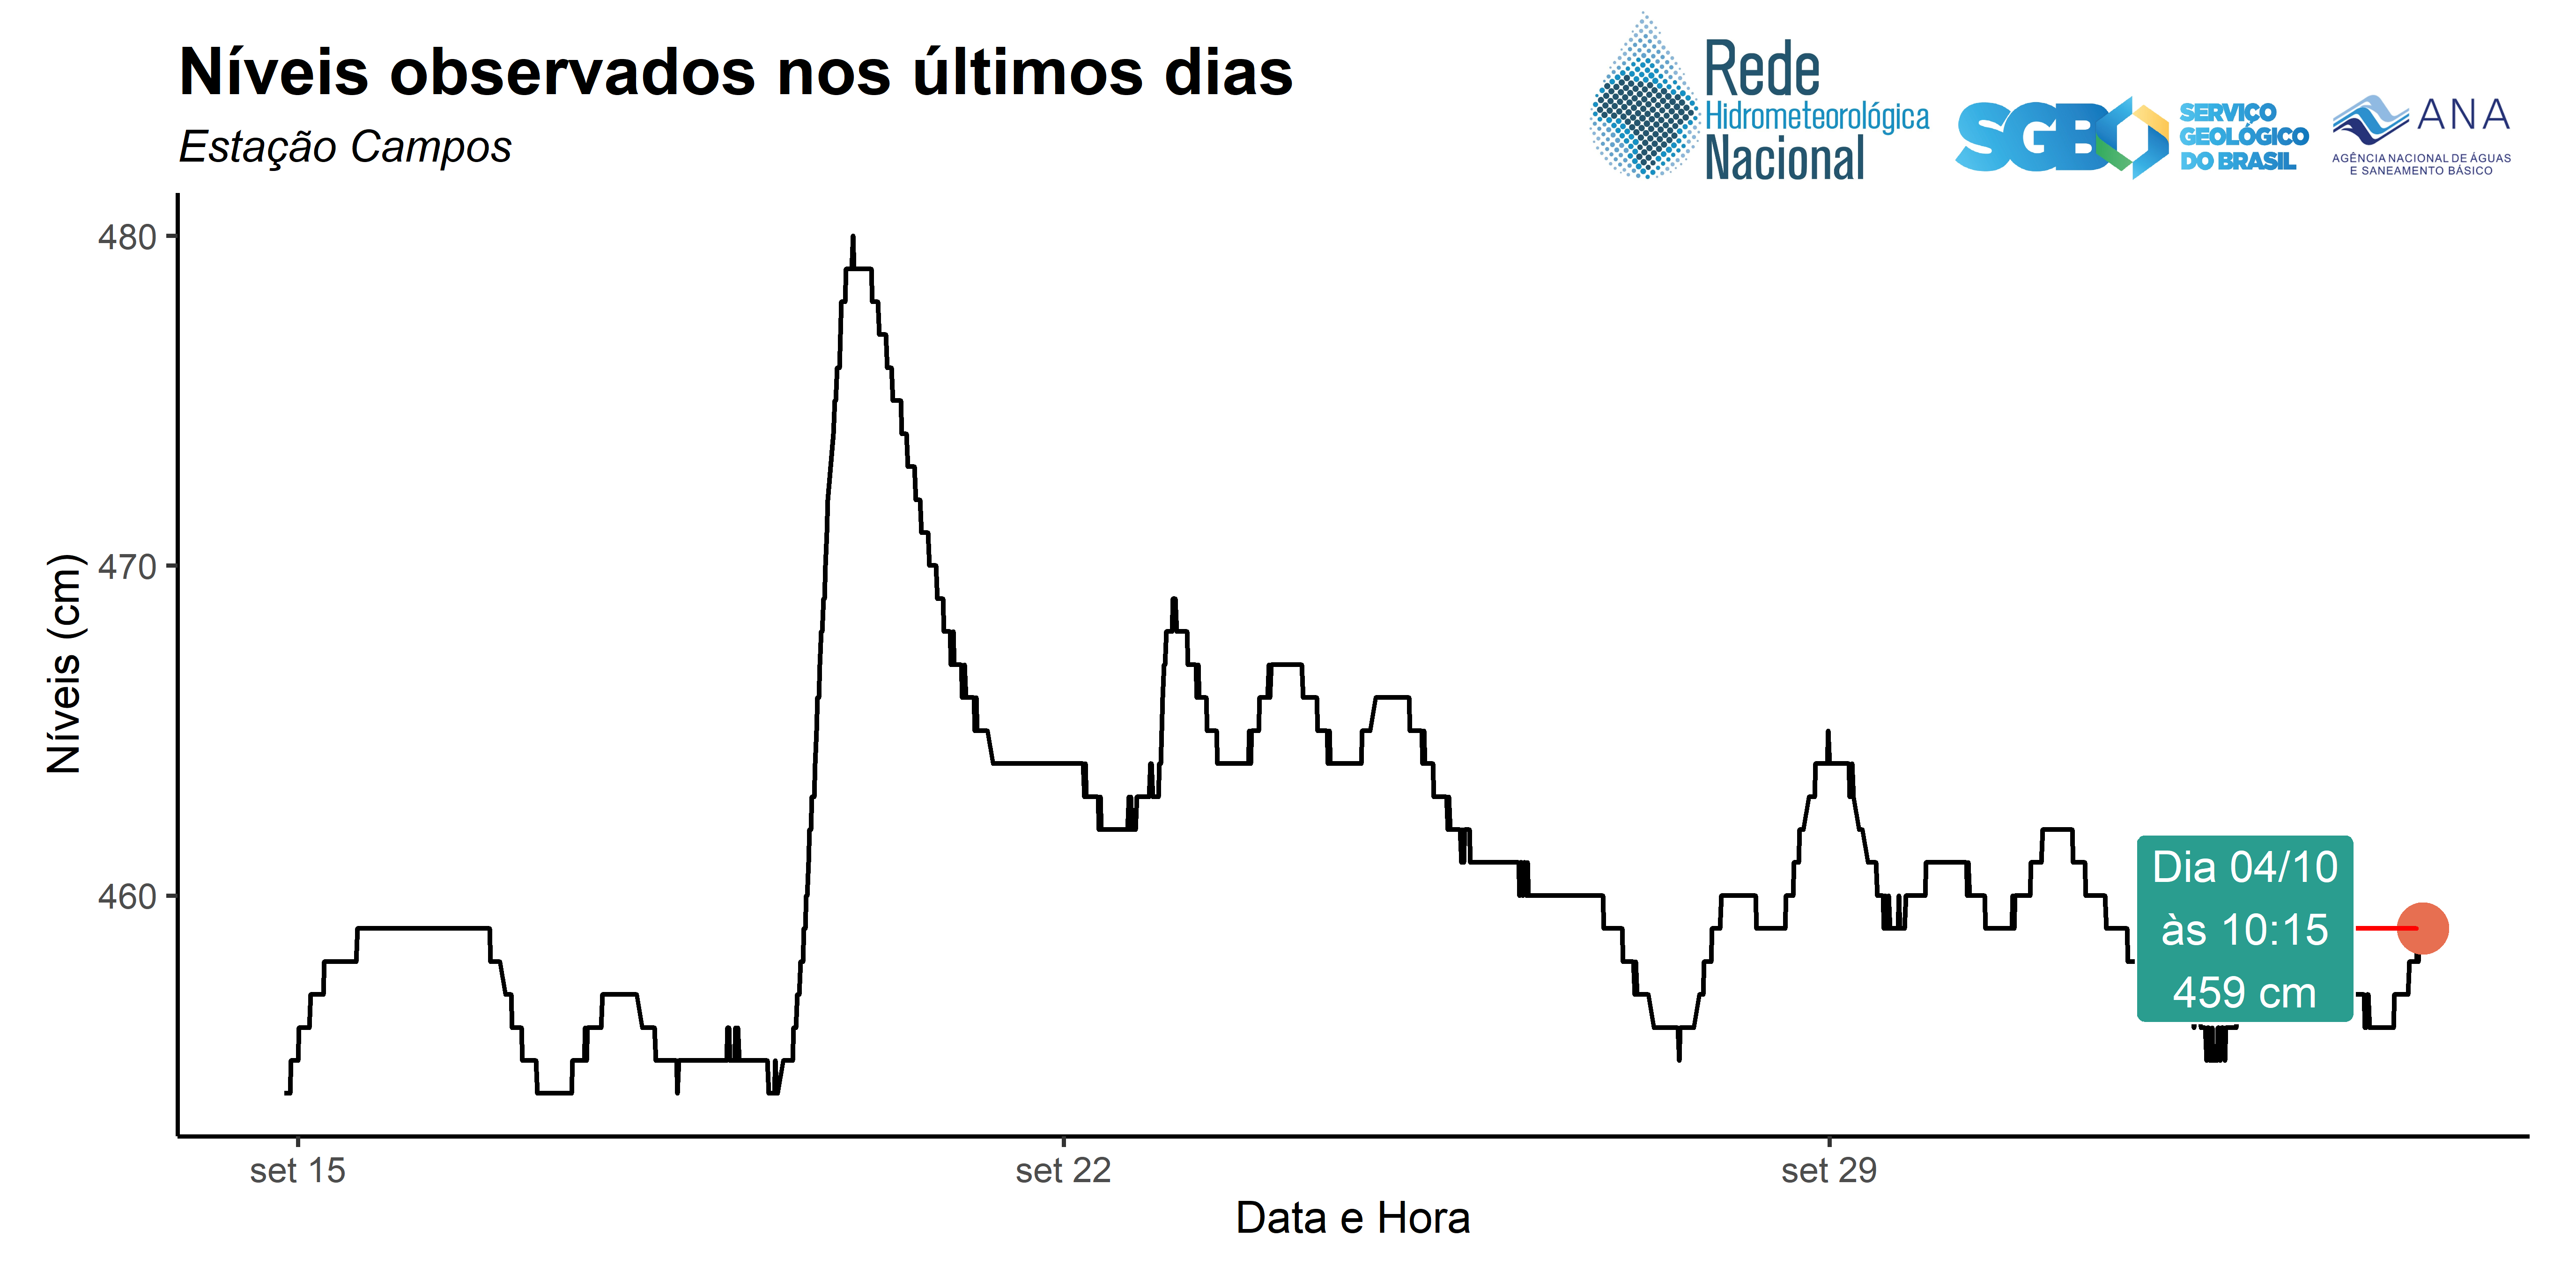 Níveis observados nos últimos dias
Estação Campos
Rede
Hidrometeorológica
Nacional
SGB
SERVIÇO
GEOLÓGICO
DO BRASIL
ANA
AGÊNCIA NACIONAL DE ÁGUAS
E SANEAMENTO BÁSICO
Níveis (cm)
480
470
460
Dia 04/10
às 10:15
459 cm
set 15
set 22
set 29
Data e Hora